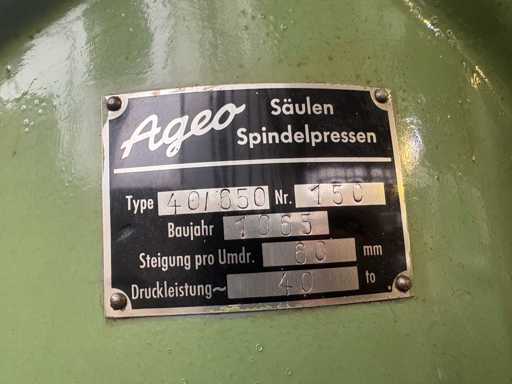 Ageo Säulen Spindelpressen
Type 40/650 Nr. 150
Baujahr 1965
Steigung pro Umdr. 60 mm
Druckleistung~ 40 to